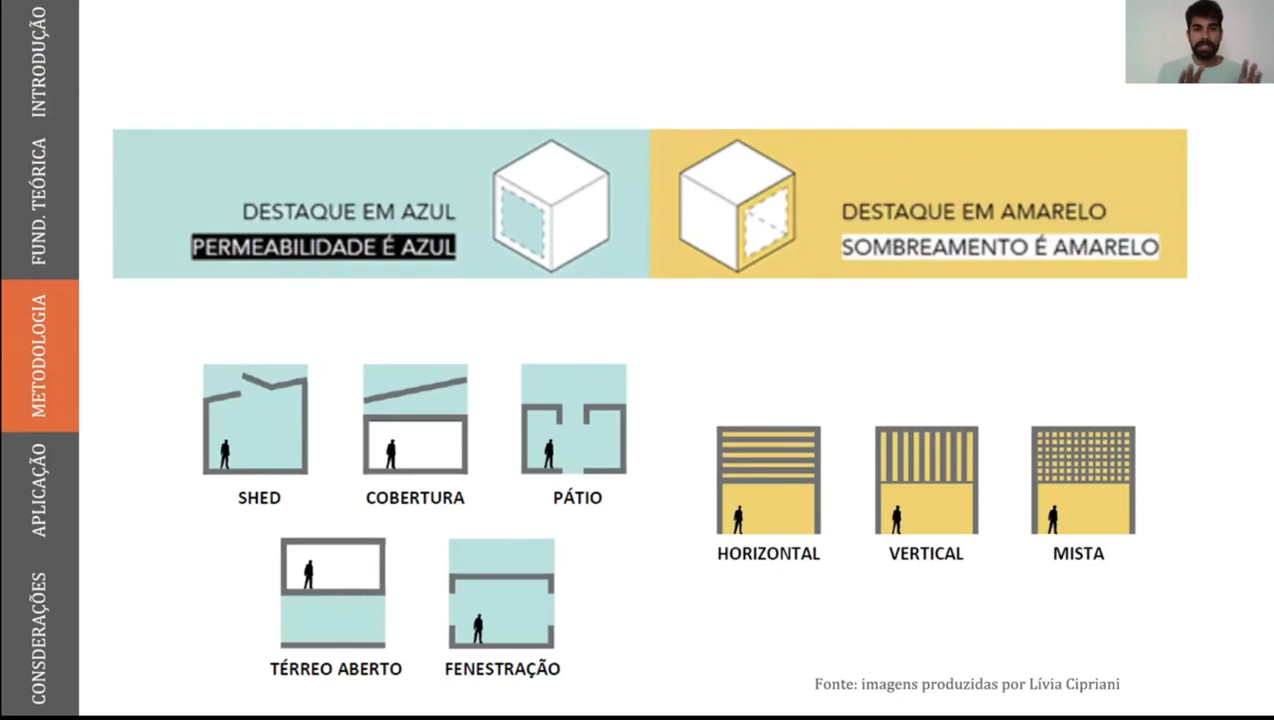 INTRODUÇÃO
FUND. TEÓRICA
METODOLOGIA
APLICAÇÃO
CONSDERAÇÕES
DESTAQUE EM AZUL
PERMEABILIDADE É AZUL
DESTAQUE EM AMARELO
SOMBREAMENTO É AMARELO
SHED
COBERTURA
PÁTIO
TÉRREO ABERTO
FENESTRAÇÃO
HORIZONTAL
VERTICAL
MISTA
Fonte: imagens produzidas por Lívia Cipriani